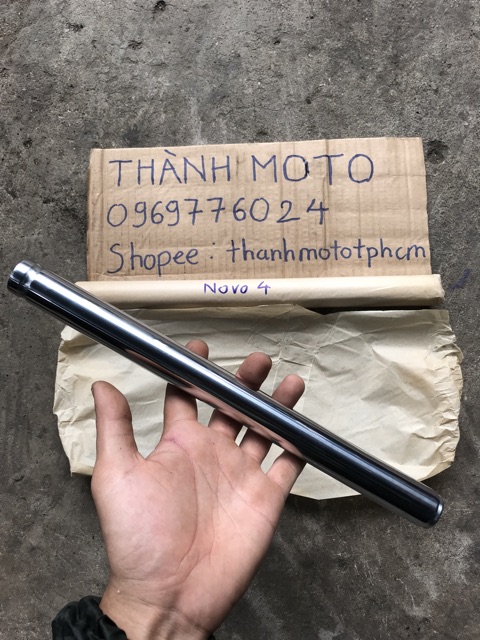 THÀNH MOTO
0969776024
Shopee : thanhmototphcm
Novo 4